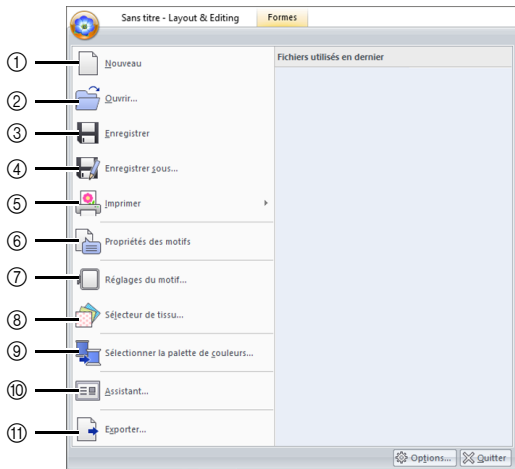 Sans titre - Layout & Editing Formes
Fichiers utilisés en dernier
① Nouveau
② Ouvrir...
③ Enregistrer
④ Enregistrer sous...
⑤ Imprimer
⑥ Propriétés des motifs
⑦ Réglages du motif...
⑧ Sélecteur de tissu...
⑨ Sélectionner la palette de couleurs...
⑩ Assistant...
⑪ Exporter...
Options... Quitter